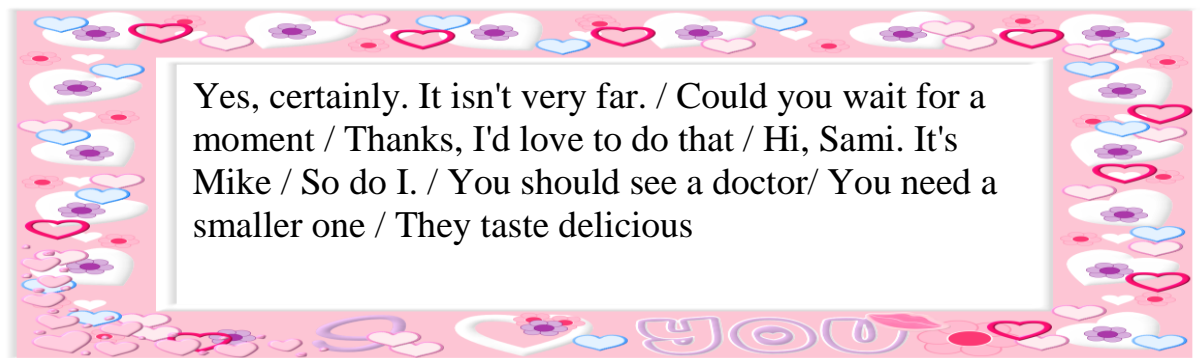 Yes, certainly. It isn't very far. / Could you wait for a
moment / Thanks, I'd love to do that / Hi, Sami. It's
Mike / So do I. / You should see a doctor/ You need a
smaller one / They taste delicious
YOU